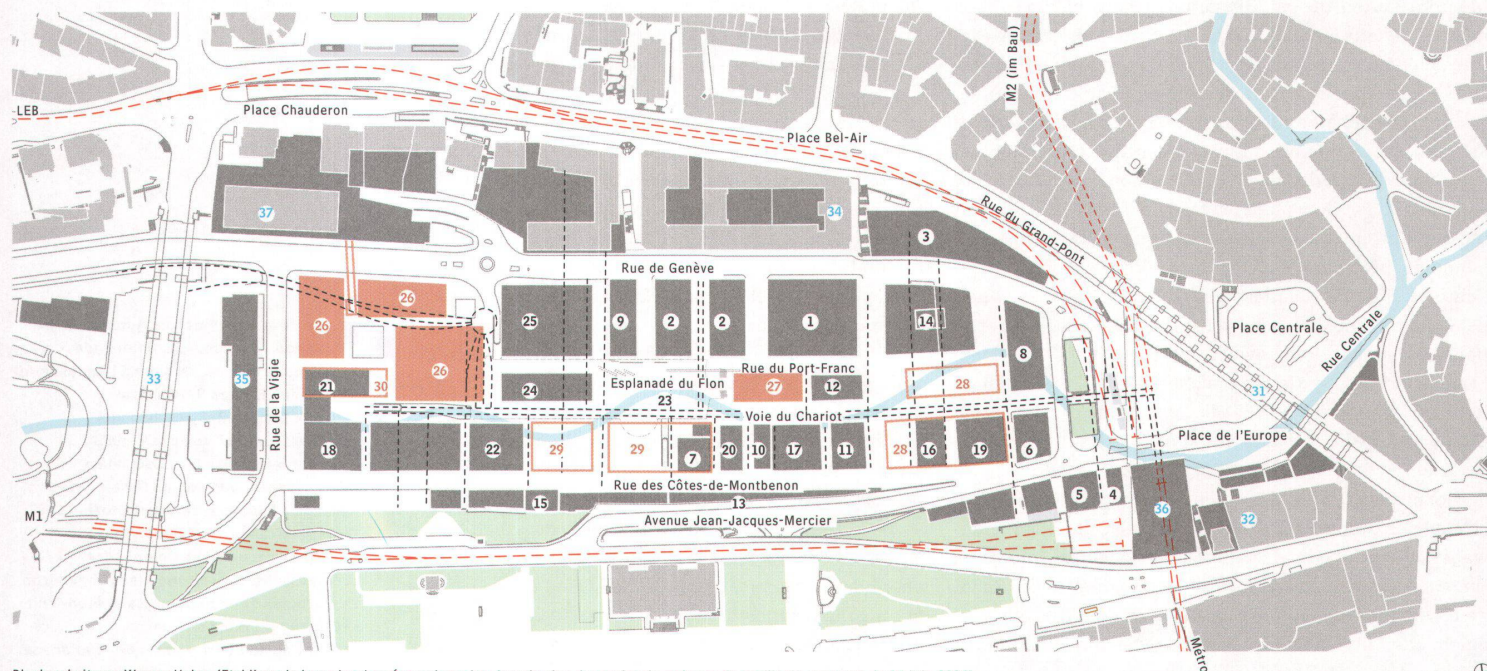 M2 (im Bau)
LEB
Place Chauderon
Place Bel-Air
37
34
Rue du Grand-Pont
3
Rue de Genève
26
26
25
9
2
2
1
14
8
Place Centrale
Rue Centrale
33
35
Rue de la Vigie
26
21
30
24
Esplanade du Flon
23
Rue du Port-Franc
27
12
28
31
Voie du Chariot
Place de l'Europe
18
22
29
29
7
20
10
17
11
28
16
19
6
Rue des Côtes-de-Montbenon
15
13
5
4
36
32
M1
Avenue Jean-Jacques-Mercier
Métro